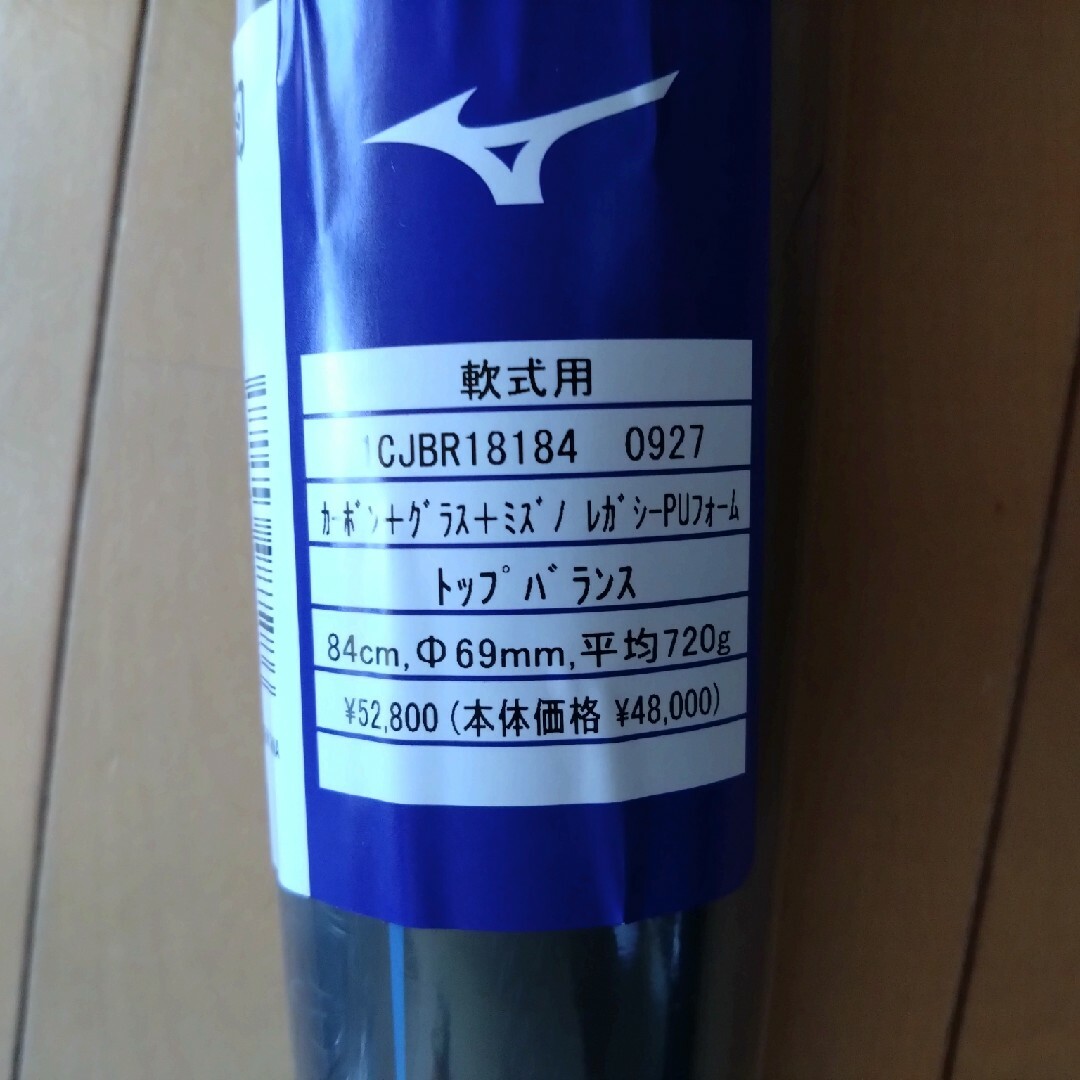 軟式用
1CJBR18184 0927
ｶｰﾎﾞﾝ+ｸﾞﾗｽ+ﾐｽﾞﾉ ﾚｶﾞｼｰPUﾌｫｰﾑ
ﾄｯﾌﾟﾊﾞﾗﾝｽ
84cm,Φ69mm,平均720g
¥52,800(本体価格 ¥48,000)